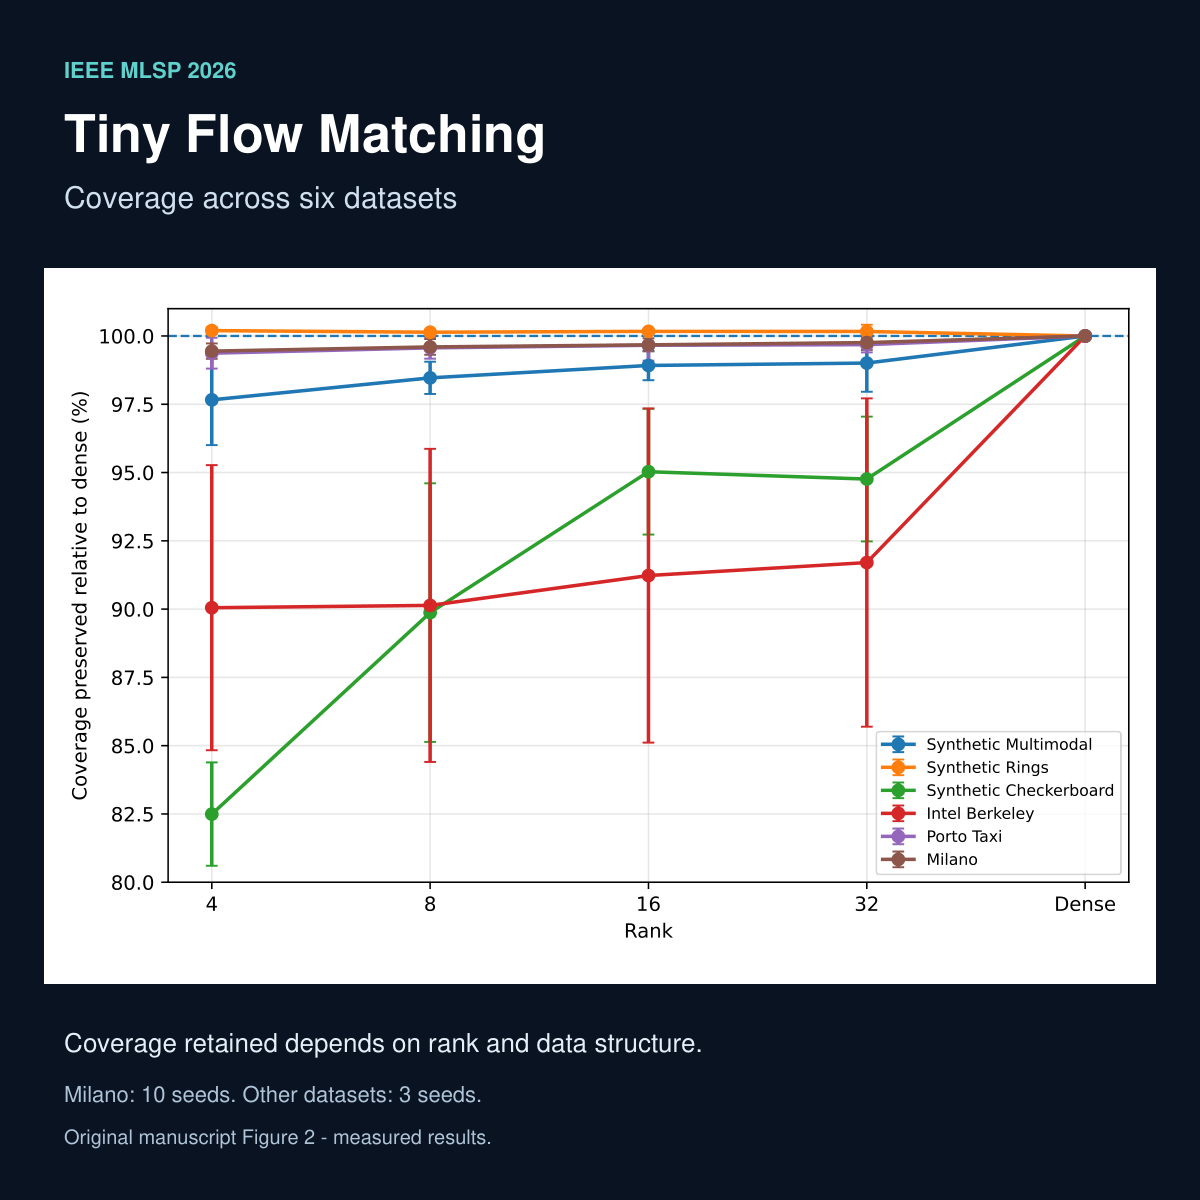 IEEE MLSP 2026
Tiny Flow Matching
Coverage across six datasets
Coverage preserved relative to dense (%)
100.0
97.5
95.0
92.5
90.0
87.5
85.0
82.5
80.0
4
8
16
32
Dense
Rank
Synthetic Multimodal
Synthetic Rings
Synthetic Checkerboard
Intel Berkeley
Porto Taxi
Milano
Coverage retained depends on rank and data structure.
Milano: 10 seeds. Other datasets: 3 seeds.
Original manuscript Figure 2 - measured results.